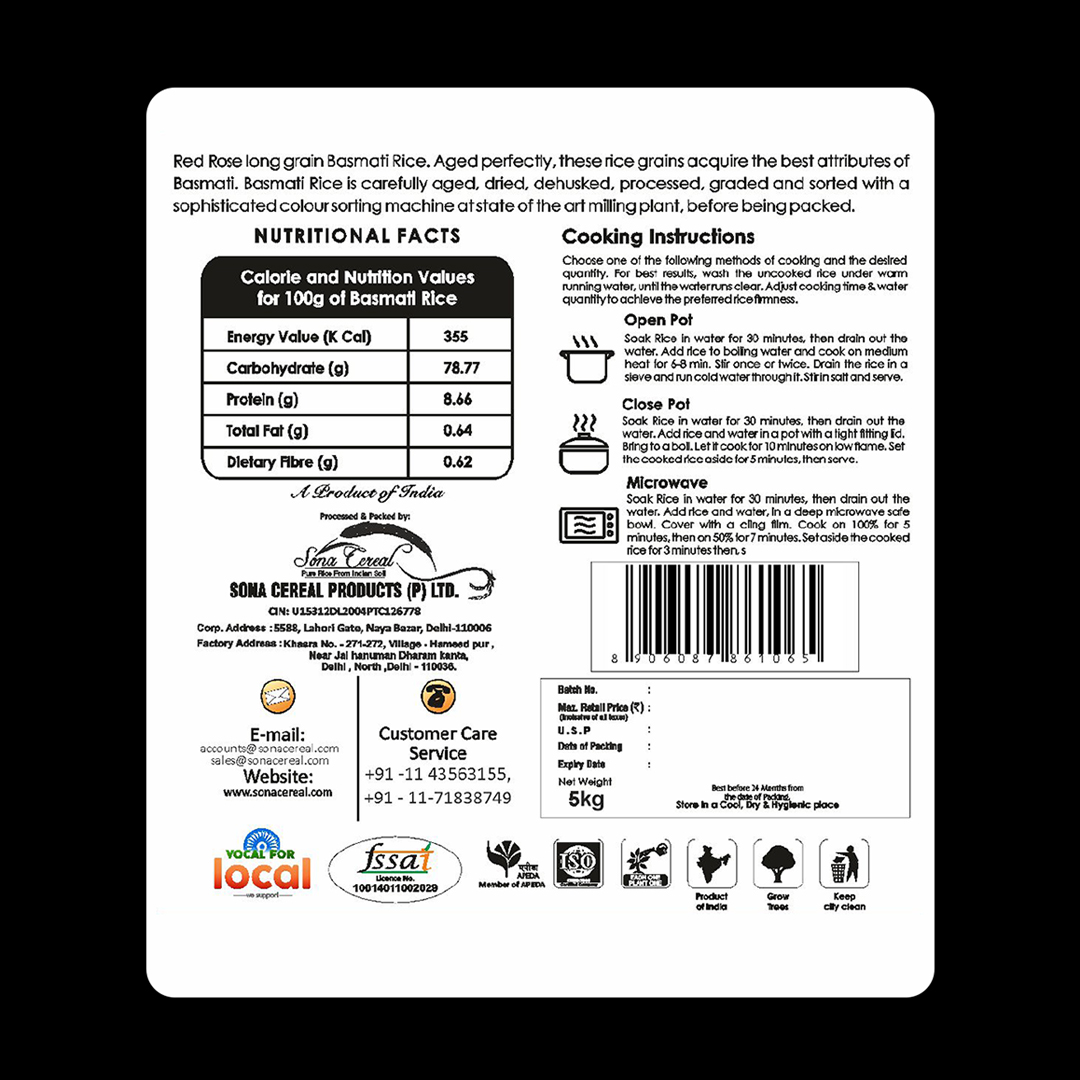 Red Rose long grain Basmati Rice. Aged perfectly, these rice grains acquire the best attributes of
Basmati. Basmati Rice is carefully aged, dried, dehusked, processed, graded and sorted with a
sophisticated colour sorting machine at state of the art milling plant, before being packed.
NUTRITIONAL FACTS
Calorie and Nutrition Values
for 100g of Basmati Rice
Energy Value (K Cal) 355
Carbohydrate (g) 78.77
Protein (g) 8.66
Total Fat (g) 0.64
Dietary Fibre (g) 0.62
A Product of India
Processed & Packed by:
Sona Cereal
Pure Rice From Indian Soil
SONA CEREAL PRODUCTS (P) LTD.
CIN: U15312DL2004PTC126778
Corp. Address : 5588, Lahori Gate, Naya Bazar, Delhi-110006
Factory Address : Khasra No. - 271-272, Village - Hameed pur ,
Near Jai hanuman Dharam kanta,
Delhi , North ,Delhi - 110036.
E-mail:
accounts@sonacereal.com
sales@sonacereal.com
Website:
www.sonacereal.com
Customer Care
Service
+91 -11 43563155,
+91 - 11-71838749
Cooking Instructions
Choose one of the following methods of cooking and the desired
quantity. For best results, wash the uncooked rice under warm
running water, until the water runs clear. Adjust cooking time & water
quantity to achieve the preferred rice firmness.
Open Pot
Soak Rice in water for 30 minutes, then drain out the
water. Add rice to boiling water and cook on medium
heat for 6-8 min. Stir once or twice. Drain the rice in a
sieve and run cold water through it. Stir in salt and serve.
Close Pot
Soak Rice in water for 30 minutes, then drain out the
water. Add rice and water in a pot with a tight fitting lid.
Bring to a boil. Let it cook for 10 minutes on low flame. Set
the cooked rice aside for 5 minutes, then serve.
Microwave
Soak Rice in water for 30 minutes, then drain out the
water. Add rice and water, in a deep microwave safe
bowl. Cover with a cling film. Cook on 100% for 5
minutes, then on 50% for 7 minutes. Set aside the cooked
rice for 3 minutes then, s
8 906087 861065
Batch No. :
Max. Retail Price (₹) :
(Inclusive of all taxes)
U.S.P :
Date of Packing :
Expiry Date :
Net Weight
5kg
Best before 24 Months from
the date of Packing.
Store in a Cool, Dry & Hygienic place
VOCAL FOR
local
we support
fssai
Licence No.
10014011002029
एपीडा
APEDA
Member of APEDA
ISO
Certified Company
EACH ONE
PLANT ONE
Product
of India
Grow
Trees
Keep
city clean